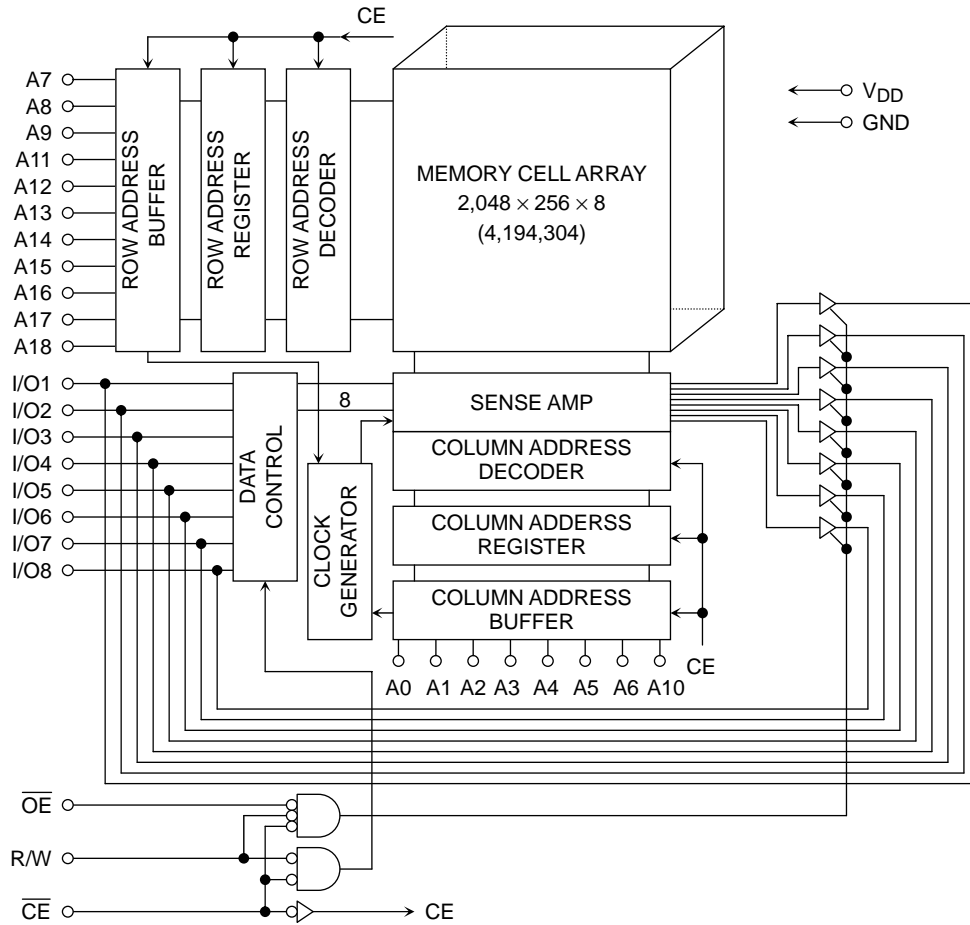 CE
A7
A8
A9
A11
A12
A13
A14
A15
A16
A17
A18
ROW ADDRESS
BUFFER
ROW ADDRESS
REGISTER
ROW ADDRESS
DECODER
MEMORY CELL ARRAY
2,048 × 256 × 8
(4,194,304)
VDD
GND
I/O1
I/O2
I/O3
I/O4
I/O5
I/O6
I/O7
I/O8
DATA
CONTROL
8
CLOCK
GENERATOR
SENSE AMP
COLUMN ADDRESS
DECODER
COLUMN ADDERSS
REGISTER
COLUMN ADDRESS
BUFFER
CE
A0 A1 A2 A3 A4 A5 A6 A10
O̅E̅
R/W
C̅E̅
CE